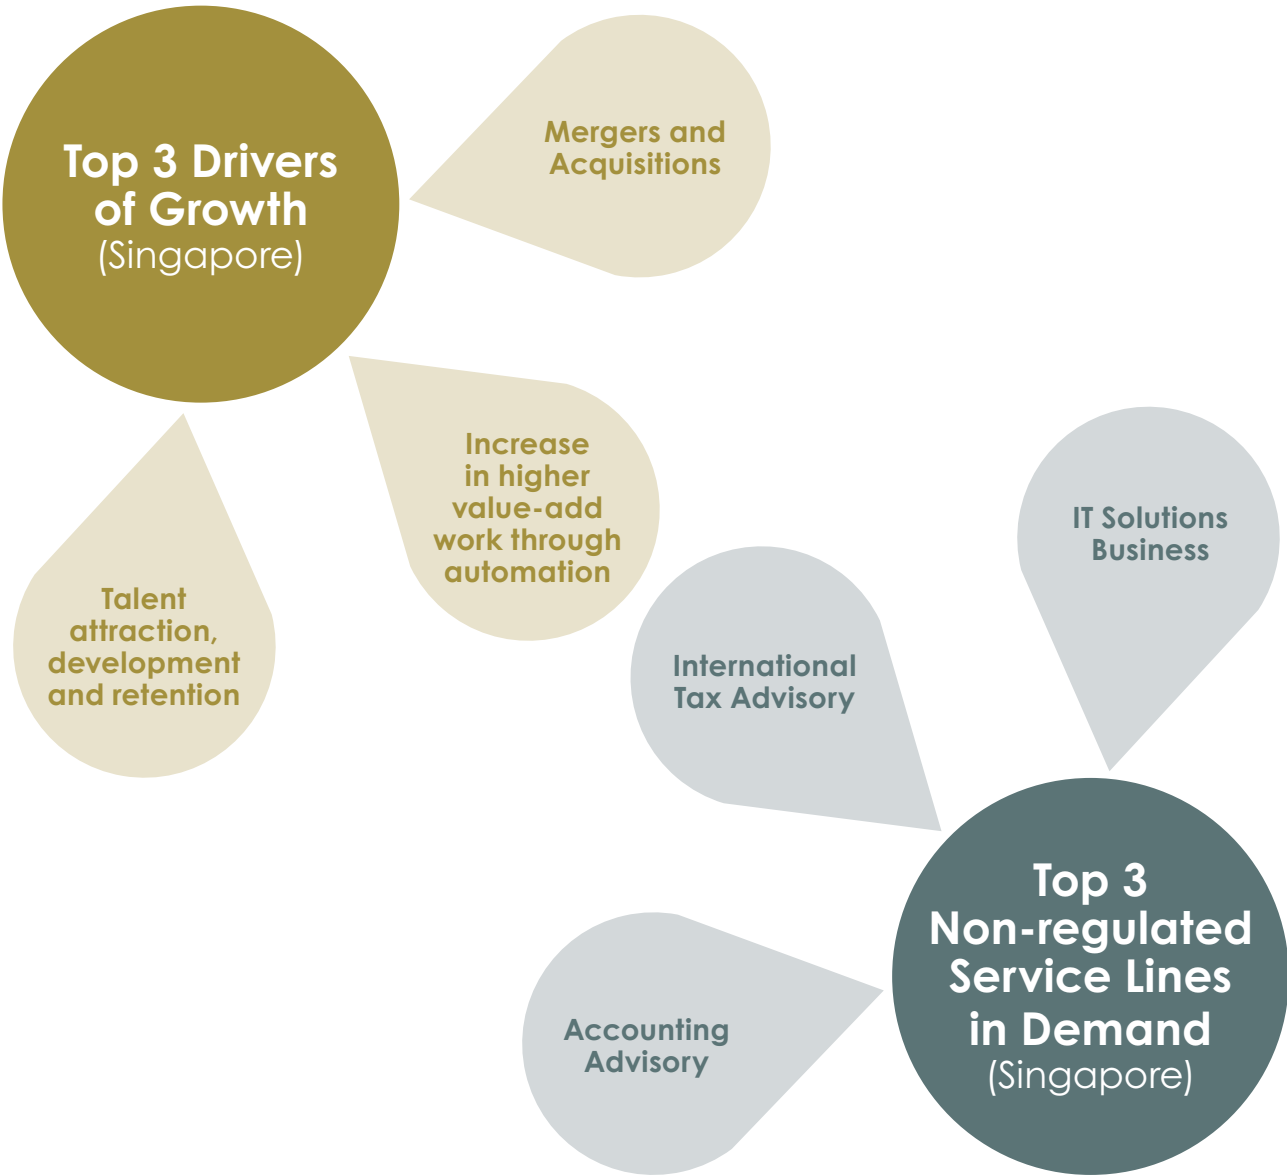 Top 3 Drivers
of Growth
(Singapore)
Mergers and
Acquisitions
Increase
in higher
value-add
work through
automation
Talent
attraction,
development
and retention
IT Solutions
Business
International
Tax Advisory
Accounting
Advisory
Top 3
Non-regulated
Service Lines
in Demand
(Singapore)